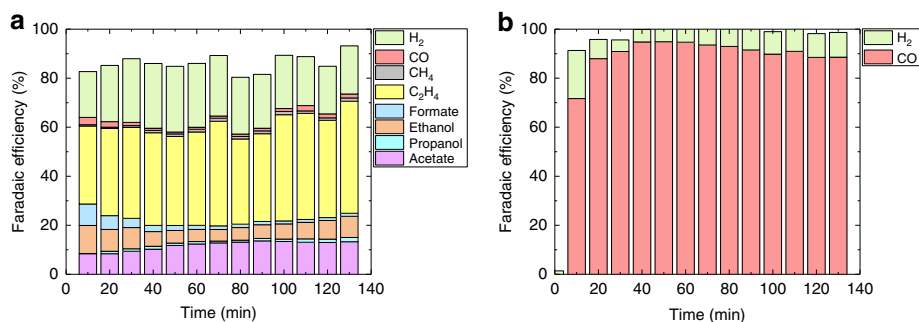 a
Faradaic efficiency (%)
100
80
60
40
20
0
0 20 40 60 80 100 120 140
Time (min)
H₂
CO
CH₄
C₂H₄
Formate
Ethanol
Propanol
Acetate
b
Faradaic efficiency (%)
100
80
60
40
20
0
0 20 40 60 80 100 120 140
Time (min)
H₂
CO